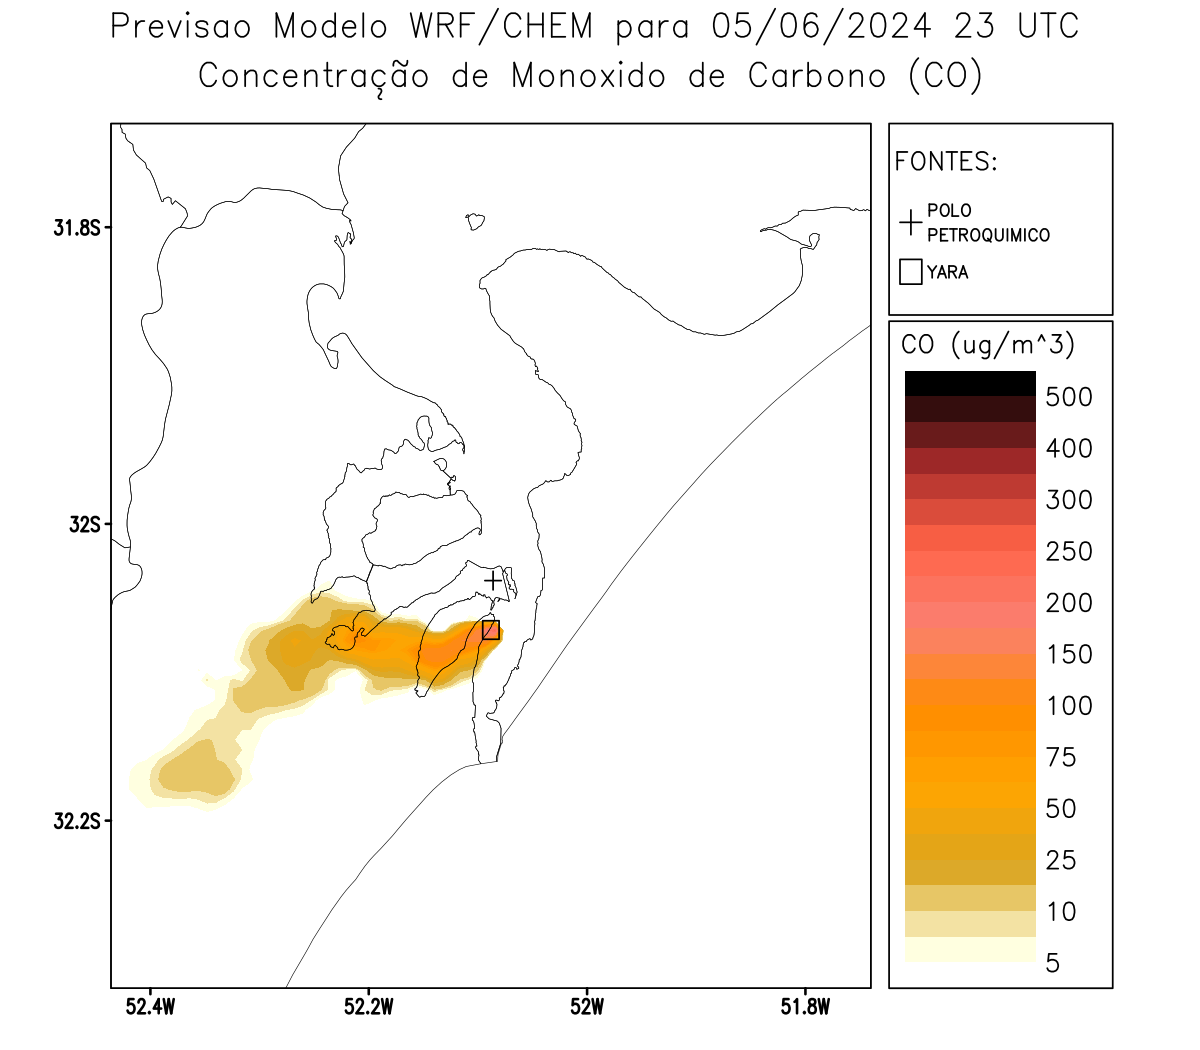 Previsao Modelo WRF/CHEM para 05/06/2024 23 UTC
Concentração de Monoxido de Carbono (CO)
FONTES:
POLO
PETROQUIMICO
YARA
CO (ug/m^3)
500
400
300
250
200
150
100
75
50
25
10
5
31.8S
32S
32.2S
52.4W
52.2W
52W
51.8W